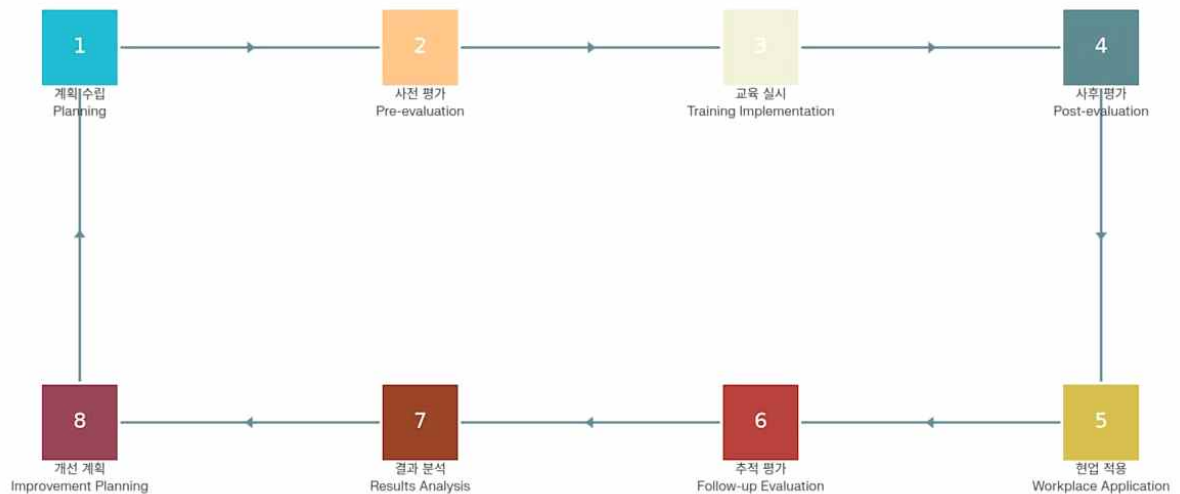 1
계획 수립
Planning
2
사전 평가
Pre-evaluation
3
교육 실시
Training Implementation
4
사후 평가
Post-evaluation
8
개선 계획
Improvement Planning
7
결과 분석
Results Analysis
6
추적 평가
Follow-up Evaluation
5
현업 적용
Workplace Application